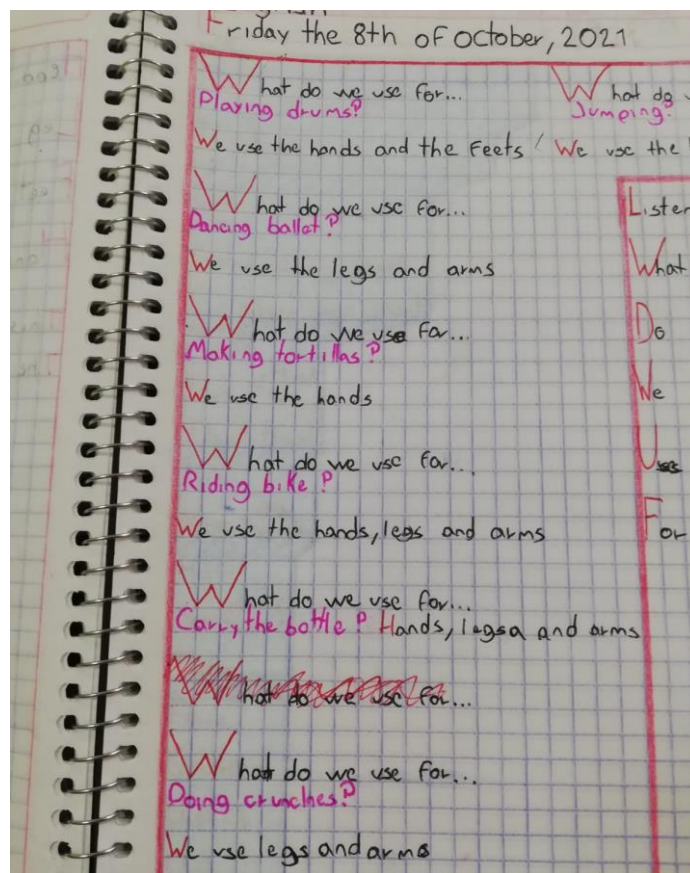 Friday the 8th of October, 2021
What do we use for...
Playing drums?
We use the hands and the Feets
What do we use for...
Dancing ballet?
We use the legs and arms
What do we use for...
Making tortillas?
We use the hands
What do we use for...
Riding bike?
We use the hands, legs and arms
What do we use for...
Carry the bottle? Hands, legsa and arms
What do we use for...
What do we use for...
Doing crunches?
We use legs and arms
What do
Jumping?
We use the
Listen
What
Do
We
For